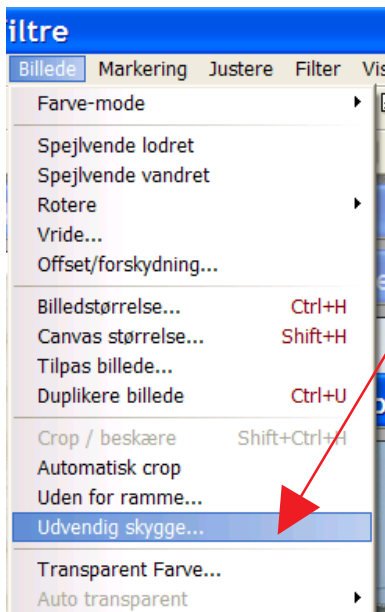 iltre
Billede Markering Justere Filter Vis
Farve-mode
Spejlvende lodret
Spejlvende vandret
Rotere
Vride...
Offset/forskydning...
Billedstørrelse... Ctrl+H
Canvas størrelse... Shift+H
Tilpas billede...
Duplikere billede Ctrl+U
Crop / beskære Shift+Ctrl+H
Automatisk crop
Uden for ramme...
Udvendig skygge...
Transparent Farve...
Auto transparent